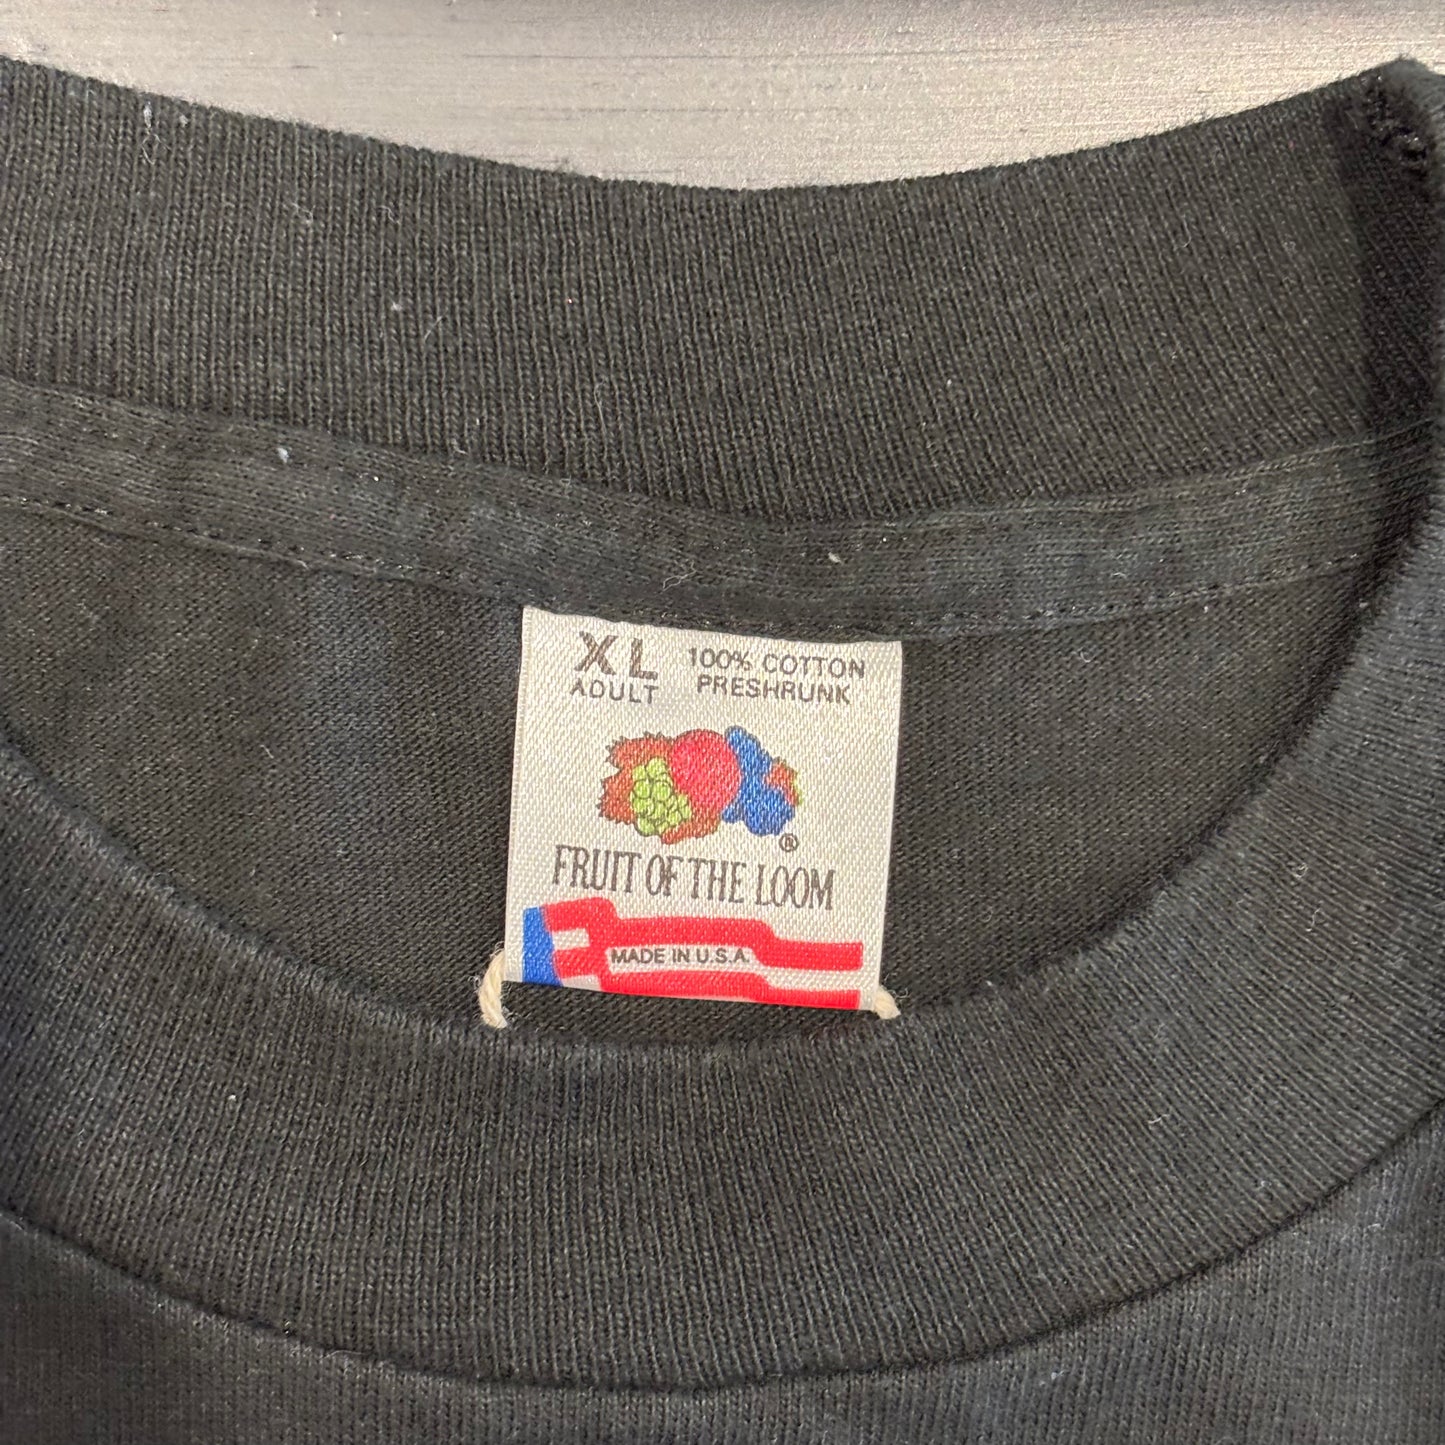 XL
ADULT
100% COTTON
PRESHRUNK
®
FRUIT OF THE LOOM
MADE IN U.S.A.